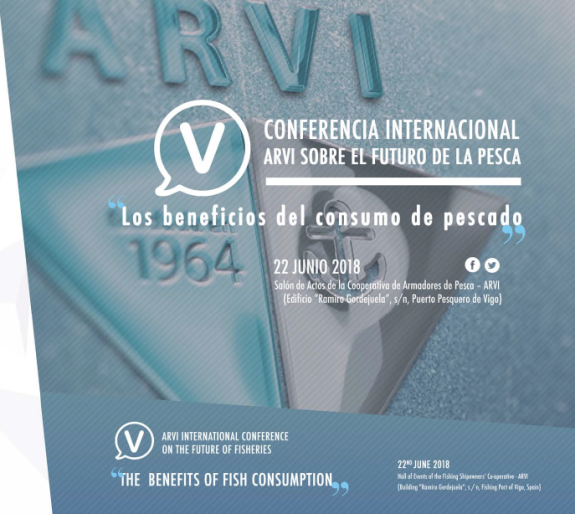 ARVI
V
CONFERENCIA INTERNACIONAL
ARVI SOBRE EL FUTURO DE LA PESCA
“Los beneficios del consumo de pescado”
1964
22 JUNIO 2018
Salón de Actos de la Cooperativa de Armadores de Pesca - ARVI
(Edificio "Ramiro Gordejuela", s/n, Puerto Pesquero de Vigo)
V
ARVI INTERNATIONAL CONFERENCE
ON THE FUTURE OF FISHERIES
“THE BENEFITS OF FISH CONSUMPTION”
22ND JUNE 2018
Hall of Events of the Fishing Shipowners' Co-operative - ARVI
(Building "Ramiro Gordejuela", s/n, Fishing Port of Vigo, Spain)